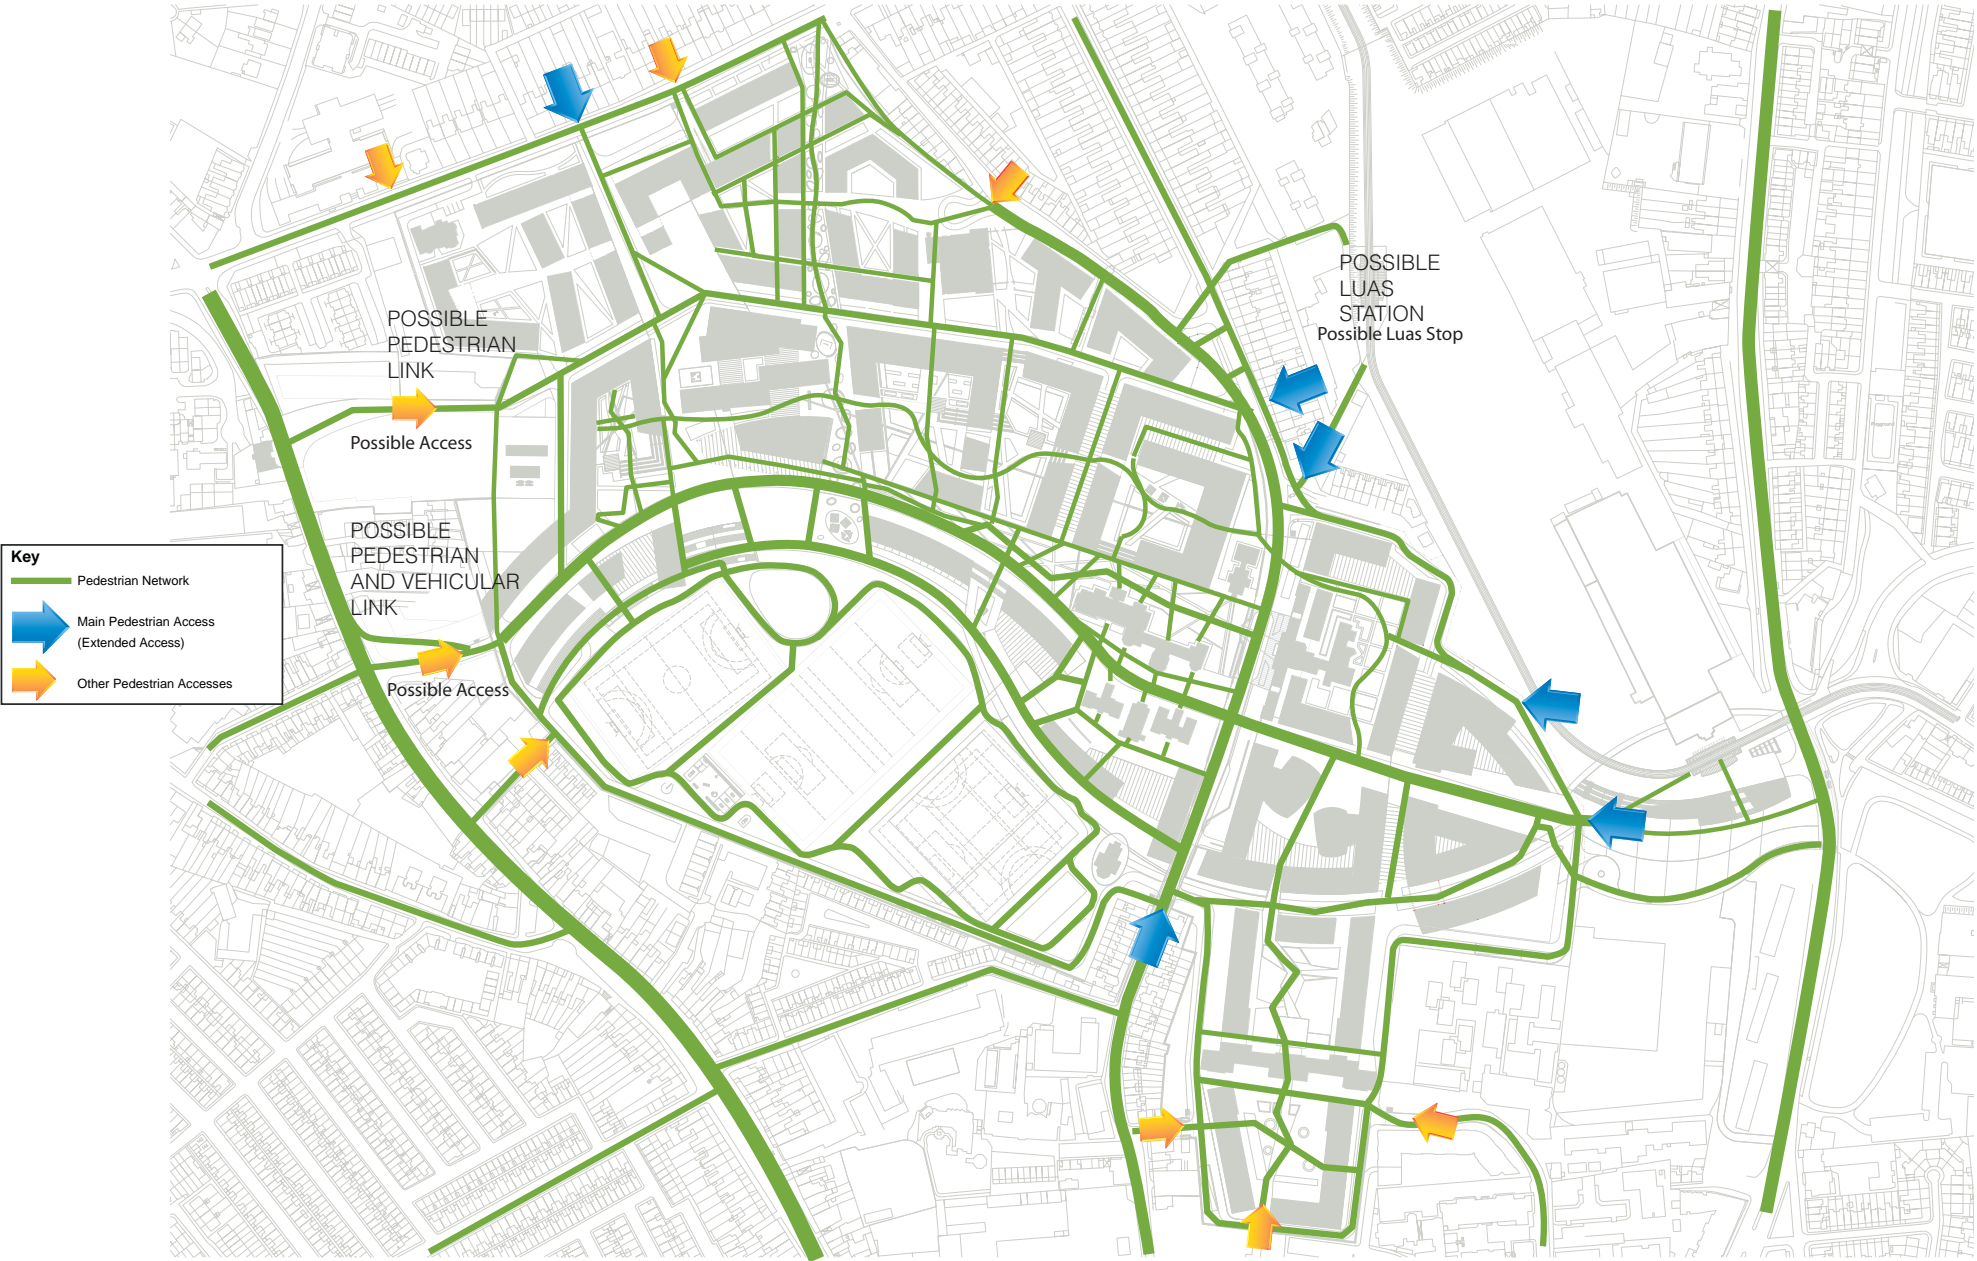 POSSIBLE
LUAS
STATION
Possible Luas Stop
POSSIBLE
PEDESTRIAN
LINK
Possible Access
POSSIBLE
PEDESTRIAN
AND VEHICULAR
LINK
Possible Access
Key
Pedestrian Network
Main Pedestrian Access
(Extended Access)
Other Pedestrian Accesses